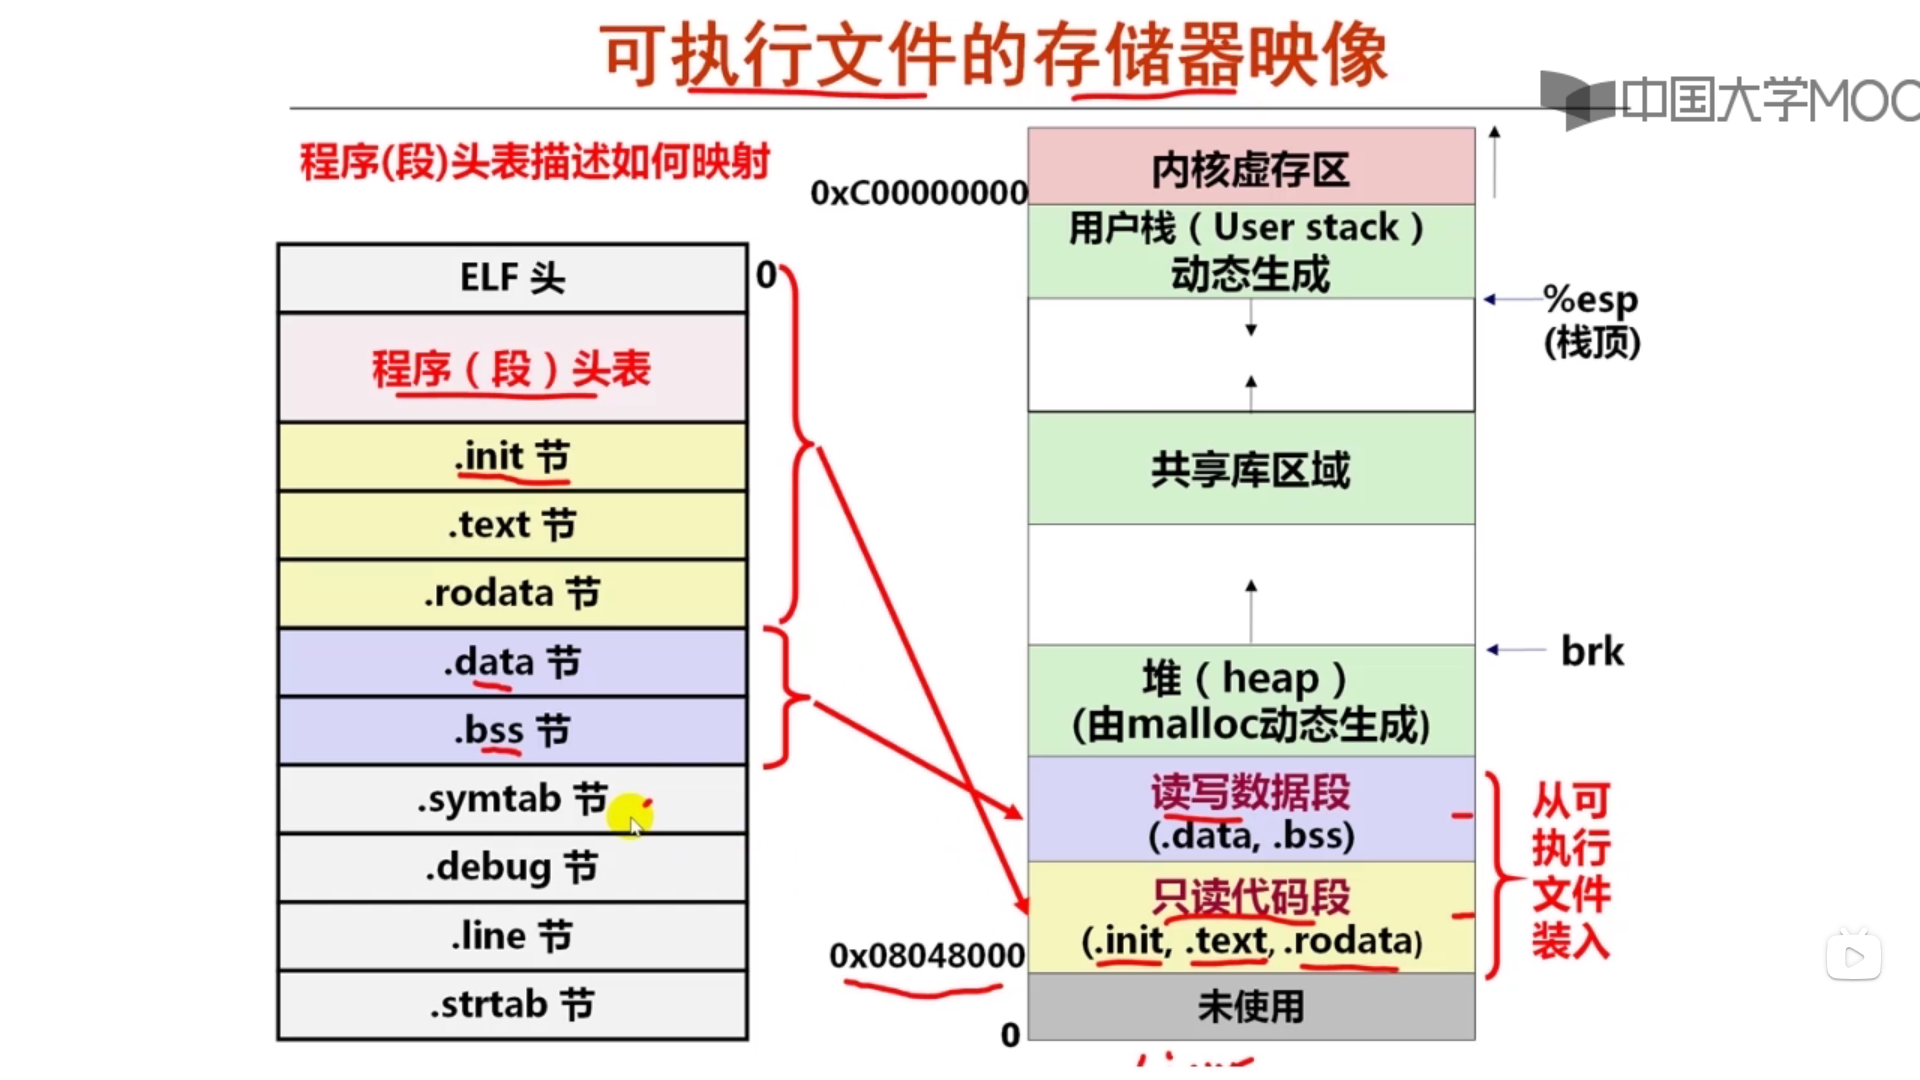 可执行文件的存储器映像
中国大学MOO
程序(段)头表描述如何映射
ELF 头
0
程序（段）头表
.init 节
.text 节
.rodata 节
.data 节
.bss 节
.symtab 节
.debug 节
.line 节
.strtab 节
0xC00000000
内核虚存区
用户栈（User stack）
动态生成
%esp
(栈顶)
共享库区域
brk
堆（heap）
(由malloc动态生成)
读写数据段
(.data, .bss)
只读代码段
(.init, .text, .rodata)
0x08048000
未使用
0
从可
执行
文件
装入